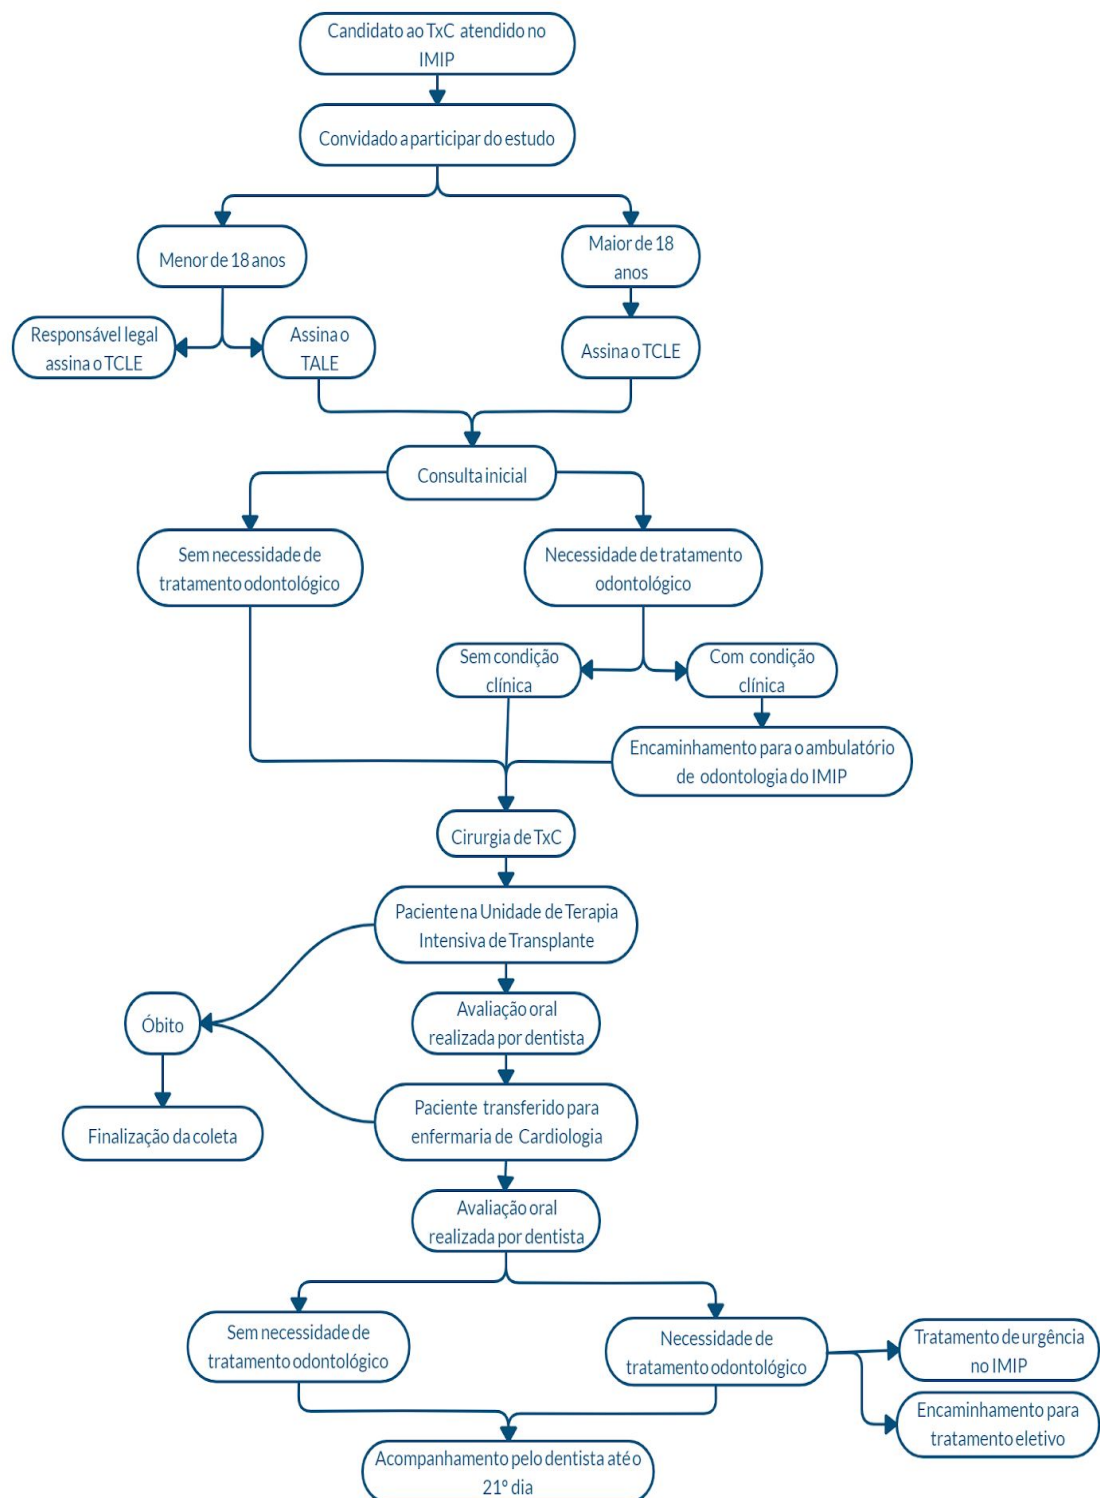 Candidato ao TxC atendido no
IMIP
Convidado a participar do estudo
Menor de 18 anos
Maior de 18
anos
Responsável legal
assina o TCLE
Assina o
TALE
Assina o TCLE
Consulta inicial
Sem necessidade de
tratamento odontológico
Necessidade de tratamento
odontológico
Sem condição
clínica
Com condição
clínica
Encaminhamento para o ambulatório
de odontologia do IMIP
Cirurgia de TxC
Paciente na Unidade de Terapia
Intensiva de Transplante
Avaliação oral
realizada por dentista
Óbito
Paciente transferido para
enfermaria de Cardiologia
Finalização da coleta
Avaliação oral
realizada por dentista
Sem necessidade de
tratamento odontológico
Necessidade de
tratamento odontológico
Tratamento de urgência
no IMIP
Encaminhamento para
tratamento eletivo
Acompanhamento pelo dentista até o
21º dia